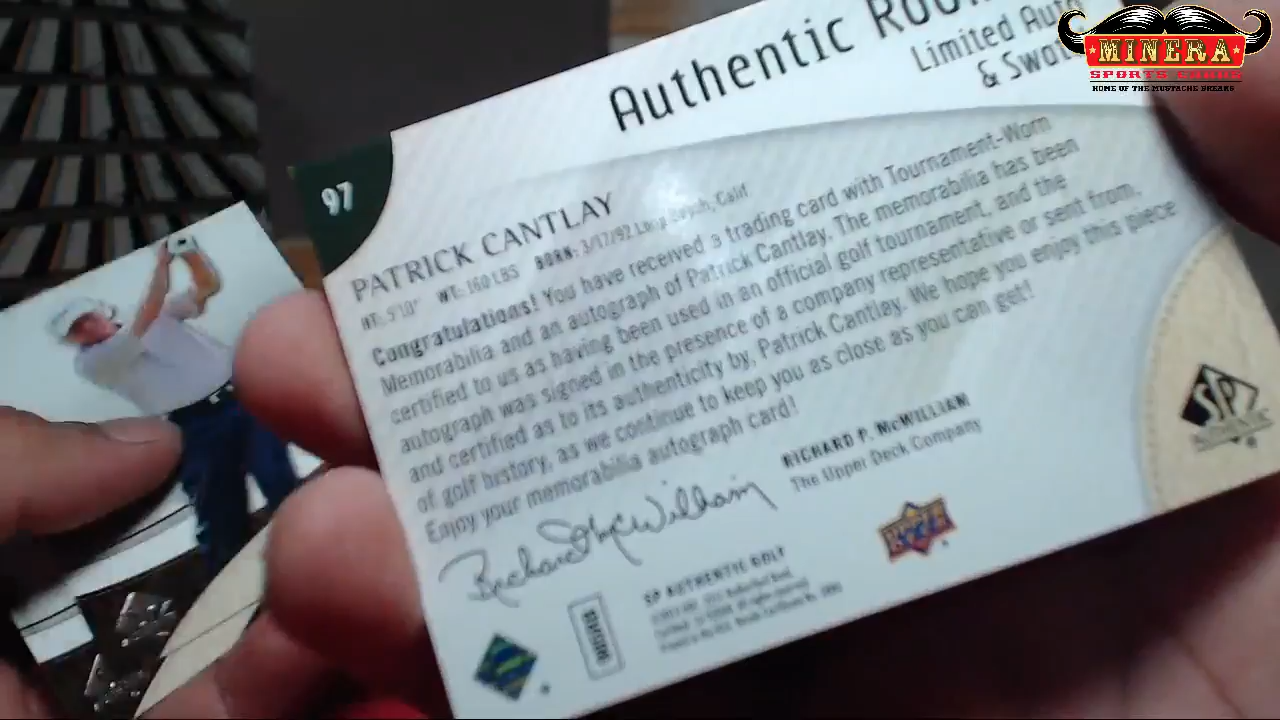 MINERA
SPORTS CARDS
HOME OF THE MUSTACHE BREAKS
Authentic
Limited Auto
& Swatch
97
PATRICK CANTLAY
HT: 5'10" WT: 160 LBS BORN: 3/17/92, Long Beach, Calif
Congratulations! You have received a trading card with Tournament-Worn
Memorabilia and an autograph of Patrick Cantlay. The memorabilia has been
certified to us as having been used in an official golf tournament, and the
autograph was signed in the presence of a company representative or sent from,
and certified as to its authenticity by, Patrick Cantlay. We hope you enjoy this piece
of golf history, as we continue to keep you as close as you can get!
Enjoy your memorabilia autograph card!
Richard McWilliam
RICHARD P. McWILLIAM
The Upper Deck Company
SP AUTHENTIC GOLF
SP
AUTHENTIC